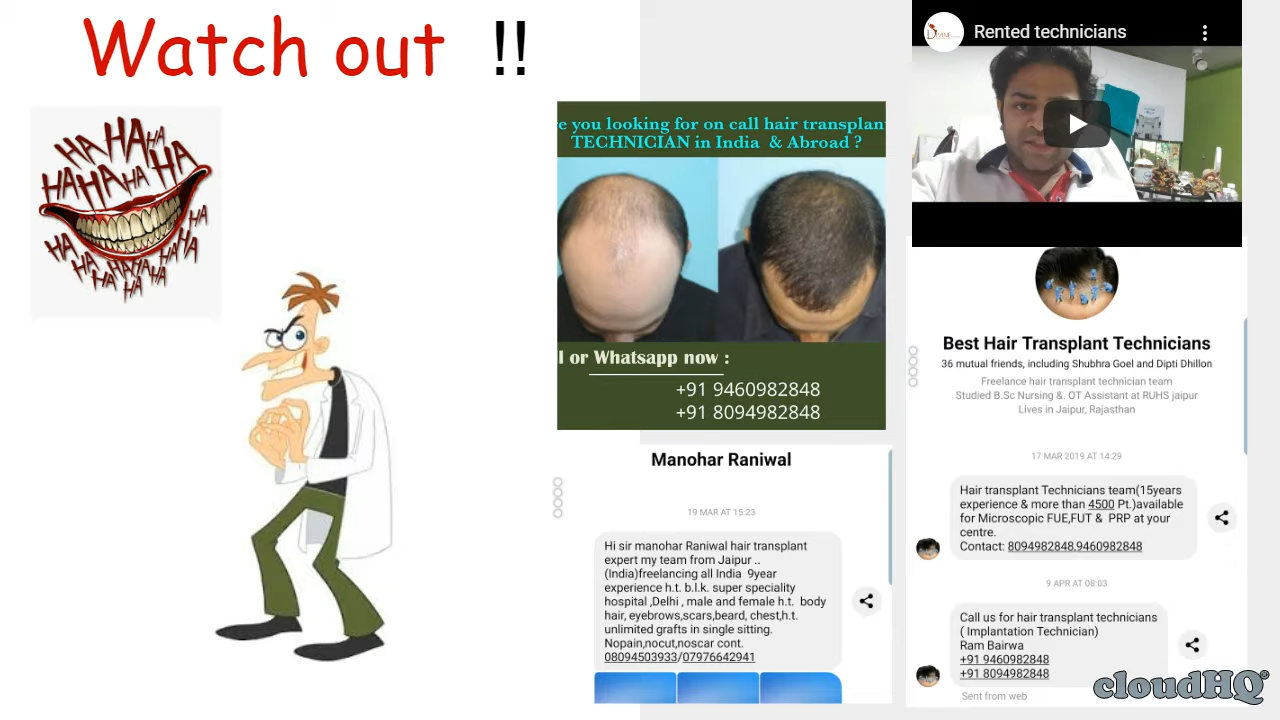 Watch out !!
HA HA HA
HA HA HA HA
HA
HA HA HA
HA HA HA HA
HA
e you looking for on call hair transplan
TECHNICIAN in India & Abroad ?
l or Whatsapp now :
+91 9460982848
+91 8094982848
Manohar Raniwal
19 MAR AT 15:23
Hi sir manohar Raniwal hair transplant
expert my team from Jaipur ..
(India)freelancing all India 9year
experience h.t. b.l.k. super speciality
hospital ,Delhi , male and female h.t. body
hair, eyebrows,scars,beard, chest,h.t.
unlimited grafts in single sitting.
Nopain,nocut,noscar cont.
08094503933/07976642941
DIVINE
Rented technicians
Best Hair Transplant Technicians
36 mutual friends, including Shubhra Goel and Dipti Dhillon
Freelance hair transplant technician team
Studied B.Sc Nursing &. OT Assistant at RUHS jaipur
Lives in Jaipur, Rajasthan
17 MAR 2019 AT 14:29
Hair transplant Technicians team(15years
experience & more than 4500 Pt.)available
for Microscopic FUE,FUT & PRP at your
centre.
Contact: 8094982848,9460982848
9 APR AT 08:03
Call us for hair transplant technicians
( Implantation Technician)
Ram Bairwa
+91 9460982848
+91 8094982848
Sent from web
cloudHQ